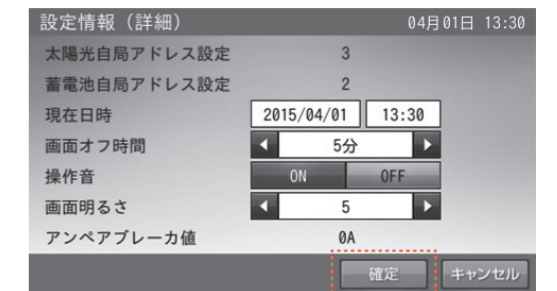 設定情報（詳細） 04月01日 13:30
太陽光自局アドレス設定 3
蓄電池自局アドレス設定 2
現在日時 2015/04/01 13:30
画面オフ時間 ◀ 5分 ▶
操作音 ON OFF
画面明るさ ◀ 5 ▶
アンペアブレーカ値 0A
確定 キャンセル